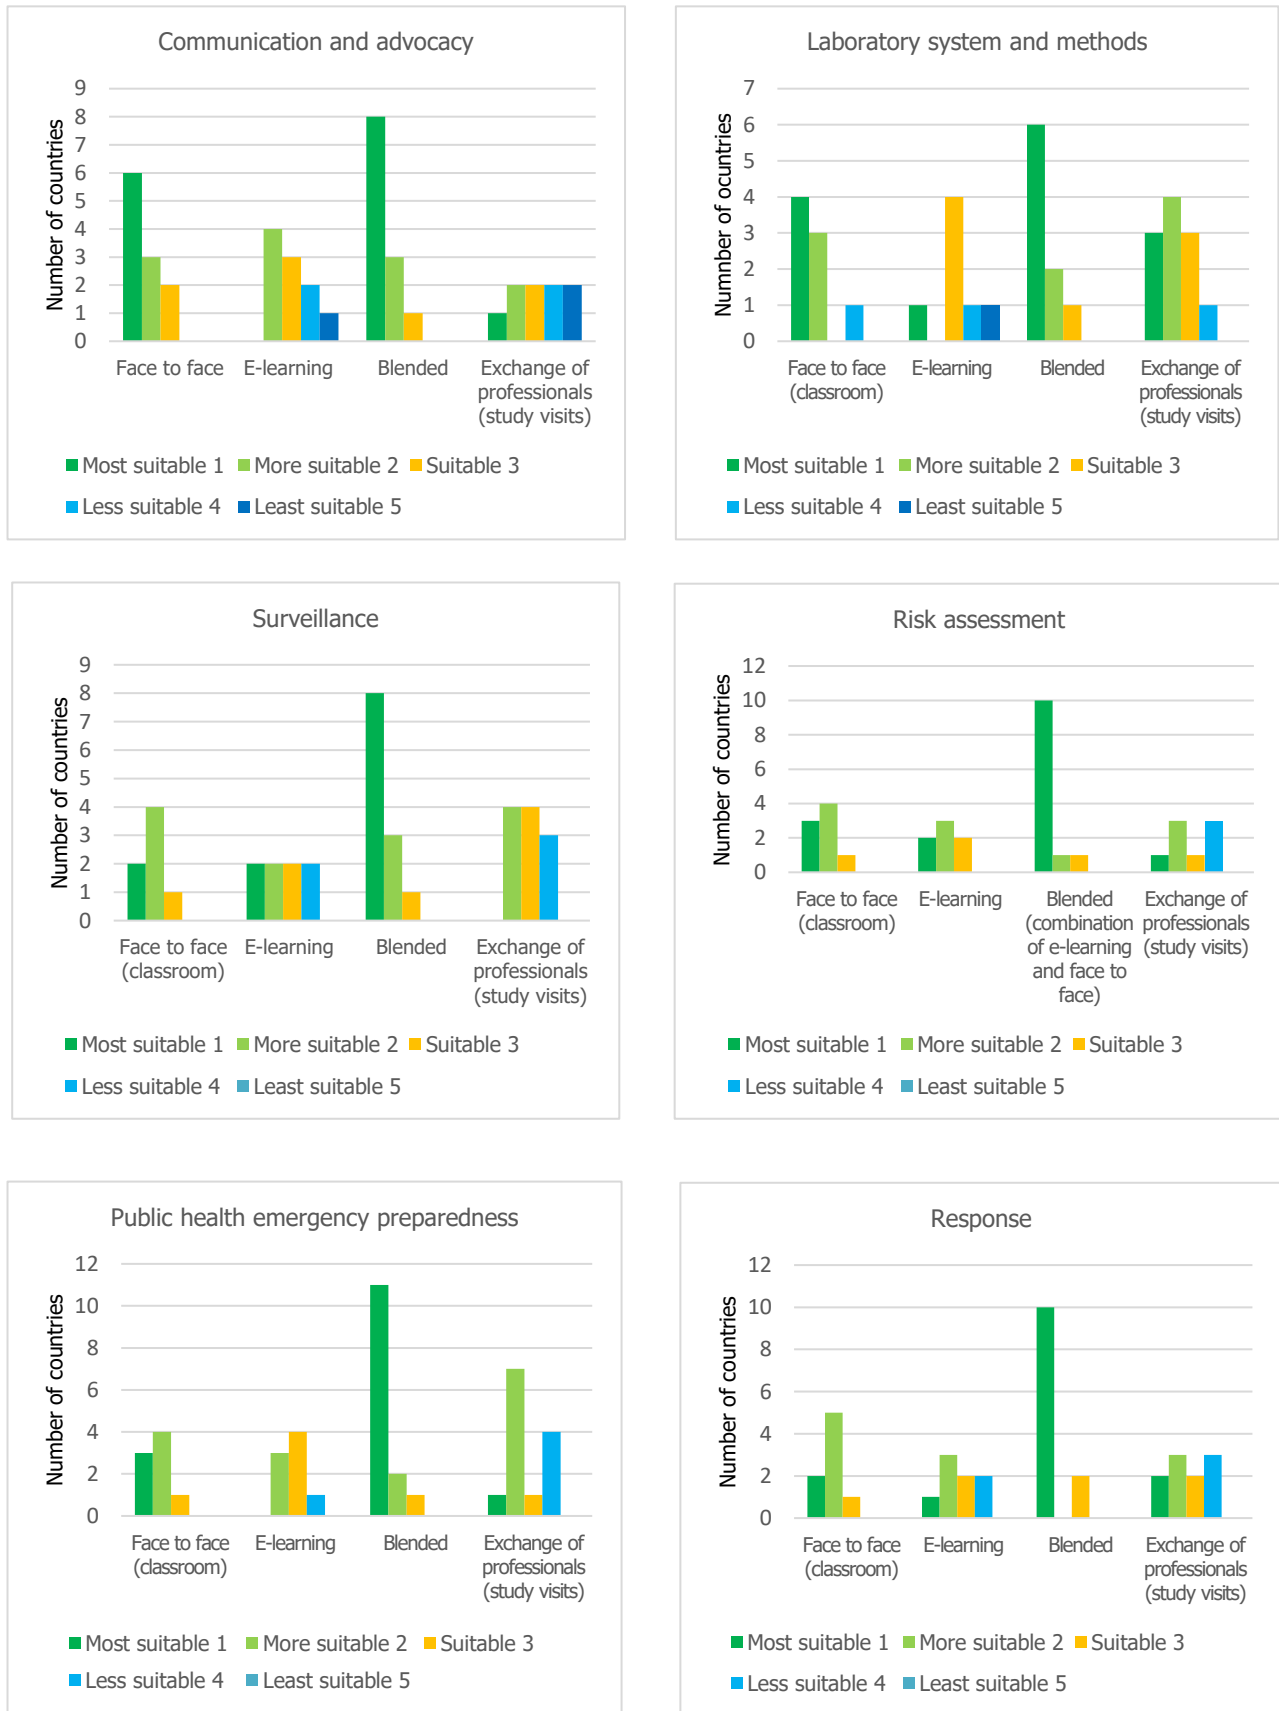 Communication and advocacy
Number of countries
9
8
7
6
5
4
3
2
1
0
Face to face E-learning Blended Exchange of
professionals
(study visits)
Most suitable 1 More suitable 2 Suitable 3
Less suitable 4 Least suitable 5
Laboratory system and methods
Numnber of ocuntries
7
6
5
4
3
2
1
0
Face to face E-learning Blended Exchange of
(classroom) professionals
(study visits)
Most suitable 1 More suitable 2 Suitable 3
Less suitable 4 Least suitable 5
Surveillance
Number of countries
9
8
7
6
5
4
3
2
1
0
Face to face E-learning Blended Exchange of
(classroom) professionals
(study visits)
Most suitable 1 More suitable 2 Suitable 3
Less suitable 4 Least suitable 5
Risk assessment
Number of countries
12
10
8
6
4
2
0
Face to face E-learning Blended Exchange of
(classroom) (combination professionals
of e-learning (study visits)
and face to
face)
Most suitable 1 More suitable 2 Suitable 3
Less suitable 4 Least suitable 5
Public health emergency preparedness
Number of countries
12
10
8
6
4
2
0
Face to face E-learning Blended Exchange of
(classroom) professionals
(study visits)
Most suitable 1 More suitable 2 Suitable 3
Less suitable 4 Least suitable 5
Response
Number of countries
12
10
8
6
4
2
0
Face to face E-learning Blended Exchange of
(classroom) professionals
(study visits)
Most suitable 1 More suitable 2 Suitable 3
Less suitable 4 Least suitable 5